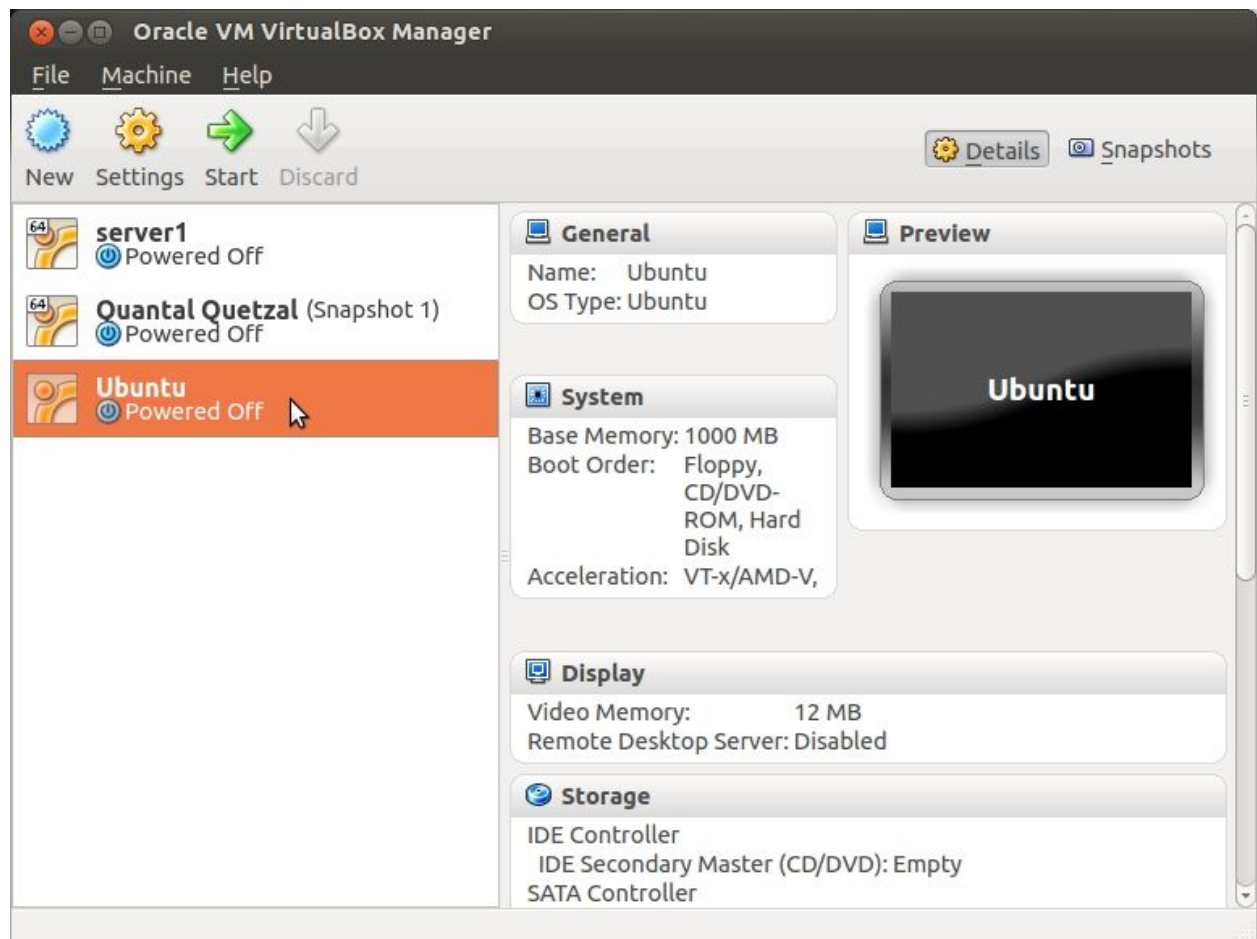 Oracle VM VirtualBox Manager
File Machine Help
New Settings Start Discard
Details Snapshots
64
server1
Powered Off
64
Quantal Quetzal (Snapshot 1)
Powered Off
Ubuntu
Powered Off
General
Name: Ubuntu
OS Type: Ubuntu
System
Base Memory: 1000 MB
Boot Order: Floppy,
CD/DVD-
ROM, Hard
Disk
Acceleration: VT-x/AMD-V,
Preview
Ubuntu
Display
Video Memory: 12 MB
Remote Desktop Server: Disabled
Storage
IDE Controller
IDE Secondary Master (CD/DVD): Empty
SATA Controller